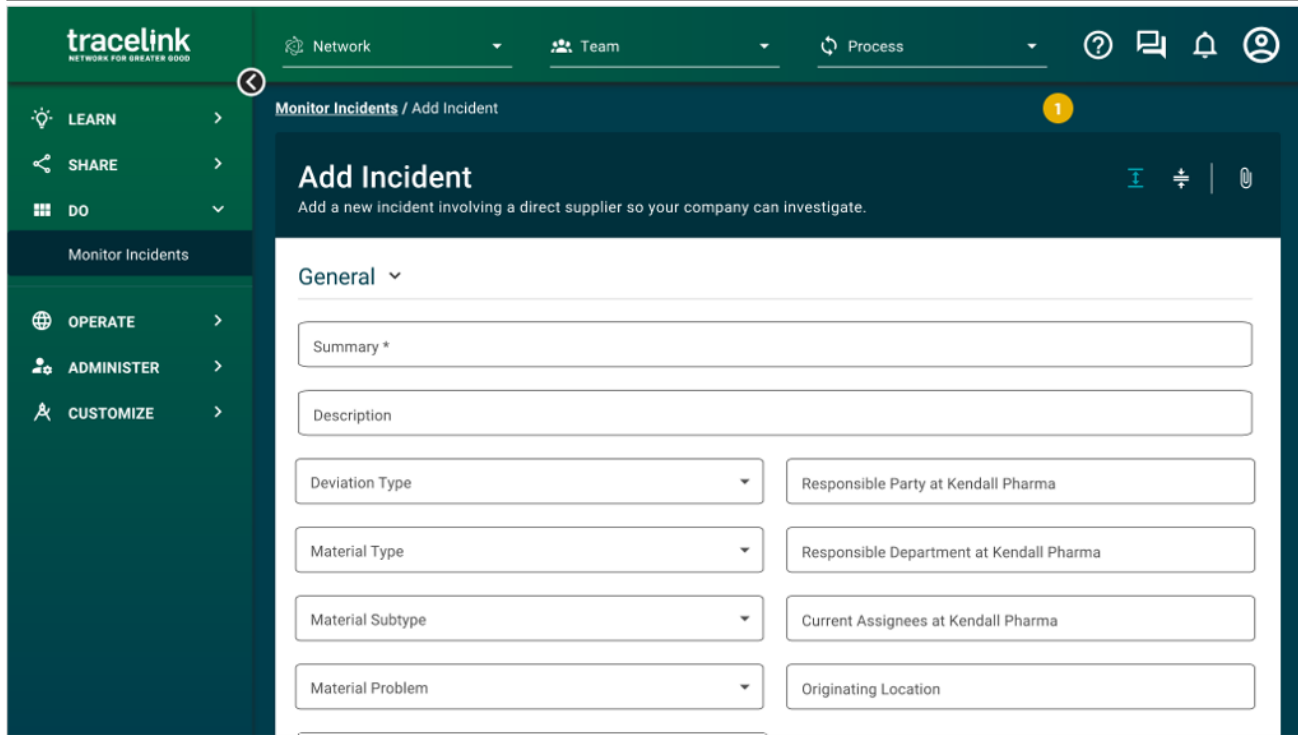 tracelink
NETWORK FOR GREATER GOOD
Network
Team
Process
Monitor Incidents / Add Incident
1
LEARN
SHARE
DO
Monitor Incidents
OPERATE
ADMINISTER
CUSTOMIZE
Add Incident
Add a new incident involving a direct supplier so your company can investigate.
General
Summary *
Description
Deviation Type
Responsible Party at Kendall Pharma
Material Type
Responsible Department at Kendall Pharma
Material Subtype
Current Assignees at Kendall Pharma
Material Problem
Originating Location